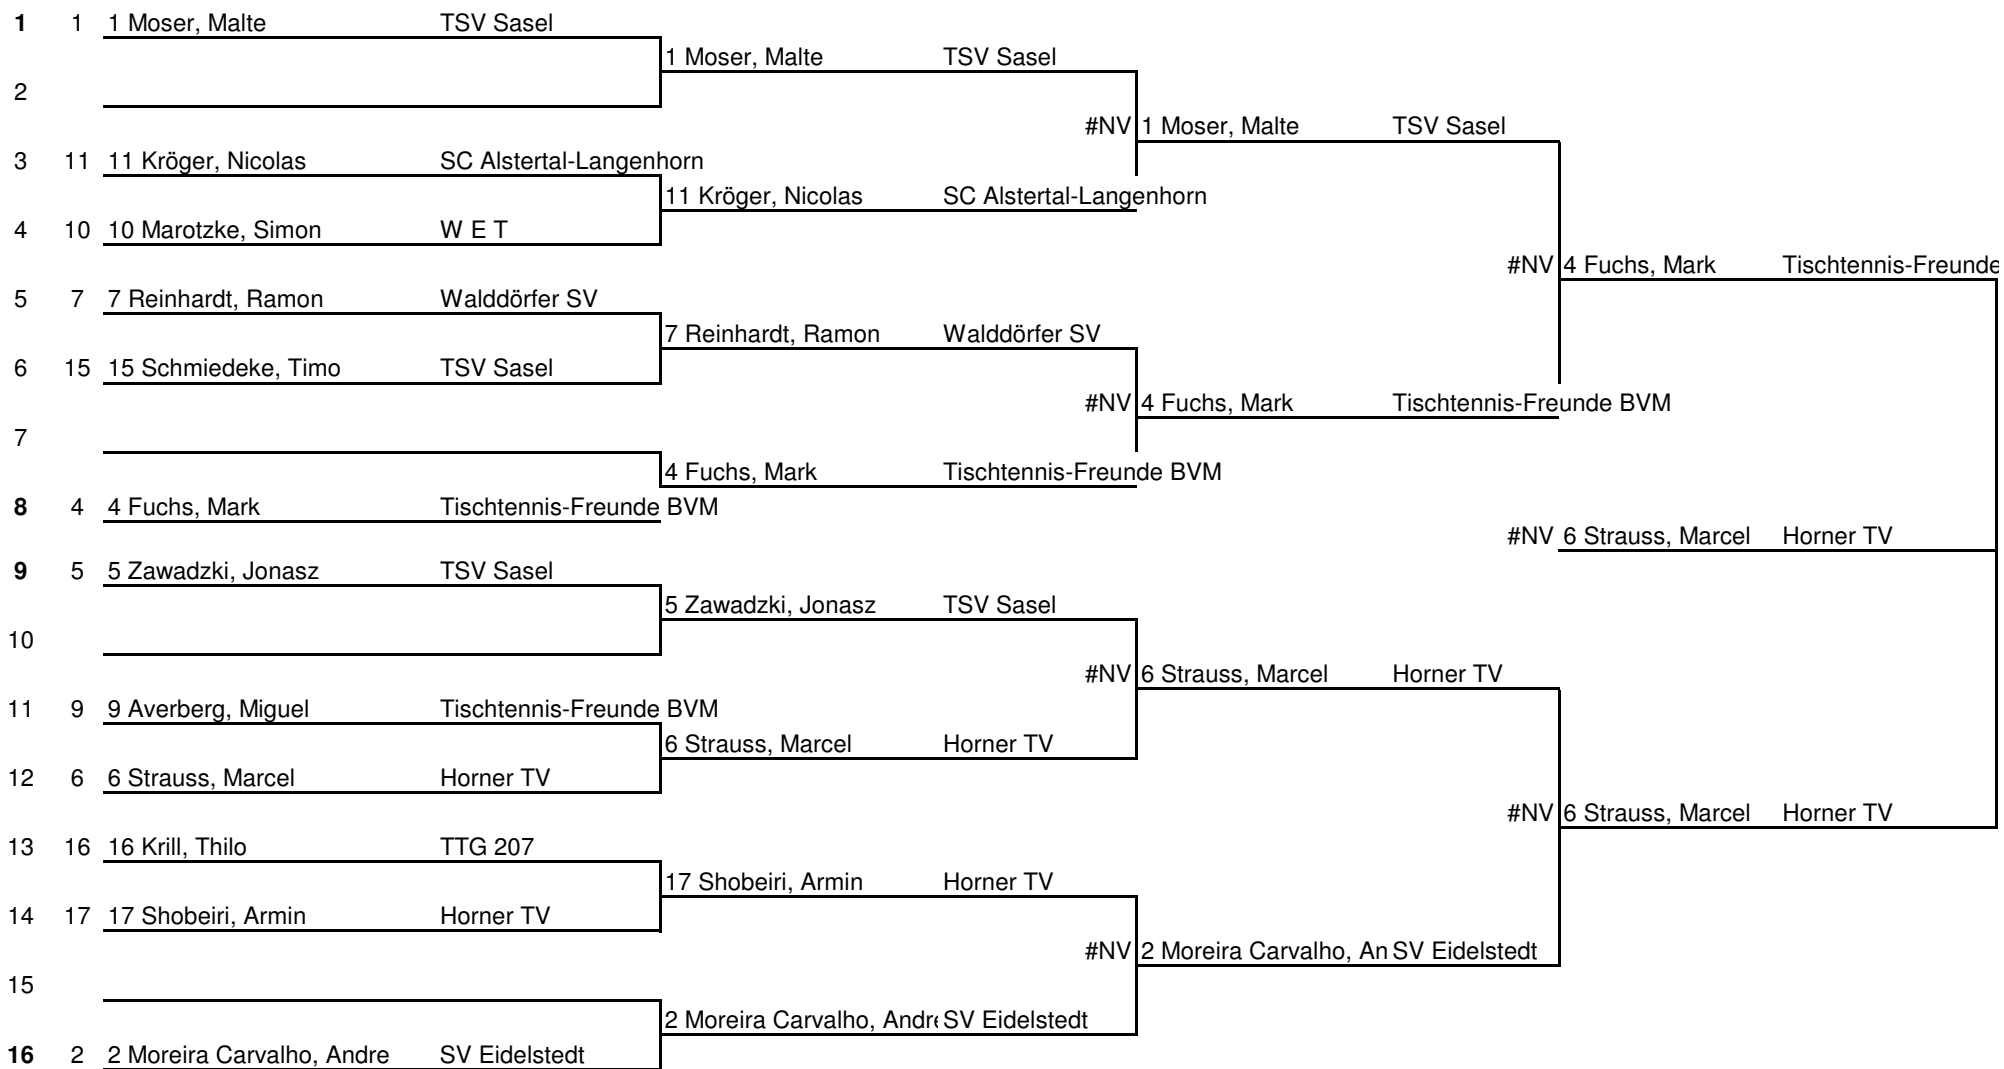 1 1 1 Moser, Malte TSV Sasel
1 Moser, Malte TSV Sasel
2
#NV 1 Moser, Malte TSV Sasel
3 11 11 Kröger, Nicolas SC Alstertal-Langenhorn
11 Kröger, Nicolas SC Alstertal-Langenhorn
4 10 10 Marotzke, Simon W E T
#NV 4 Fuchs, Mark Tischtennis-Freunde
5 7 7 Reinhardt, Ramon Walddörfer SV
7 Reinhardt, Ramon Walddörfer SV
6 15 15 Schmiedeke, Timo TSV Sasel
#NV 4 Fuchs, Mark Tischtennis-Freunde BVM
7
4 Fuchs, Mark Tischtennis-Freunde BVM
8 4 4 Fuchs, Mark Tischtennis-Freunde BVM
#NV 6 Strauss, Marcel Horner TV
9 5 5 Zawadzki, Jonasz TSV Sasel
5 Zawadzki, Jonasz TSV Sasel
10
#NV 6 Strauss, Marcel Horner TV
11 9 9 Averberg, Miguel Tischtennis-Freunde BVM
6 Strauss, Marcel Horner TV
12 6 6 Strauss, Marcel Horner TV
#NV 6 Strauss, Marcel Horner TV
13 16 16 Krill, Thilo TTG 207
17 Shobeiri, Armin Horner TV
14 17 17 Shobeiri, Armin Horner TV
#NV 2 Moreira Carvalho, An SV Eidelstedt
15
2 Moreira Carvalho, Andre SV Eidelstedt
16 2 2 Moreira Carvalho, Andre SV Eidelstedt